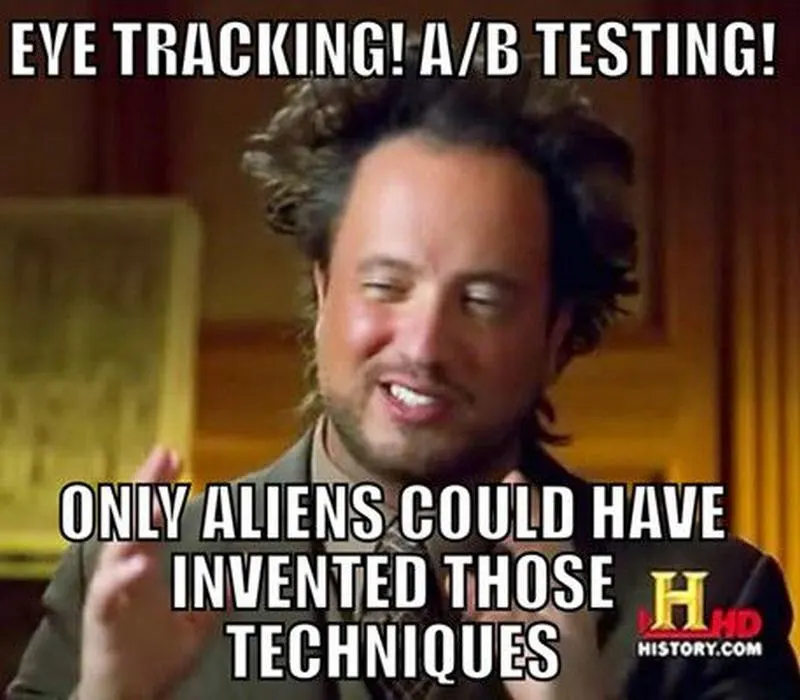 EYE TRACKING! A/B TESTING!
ONLY ALIENS COULD HAVE
INVENTED THOSE
TECHNIQUES
H HD
HISTORY.COM